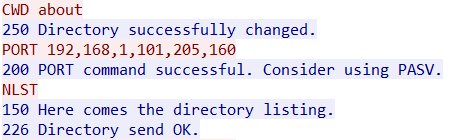 CWD about
250 Directory successfully changed.
PORT 192,168,1,101,205,160
200 PORT command successful. Consider using PASV.
NLST
150 Here comes the directory listing.
226 Directory send OK.